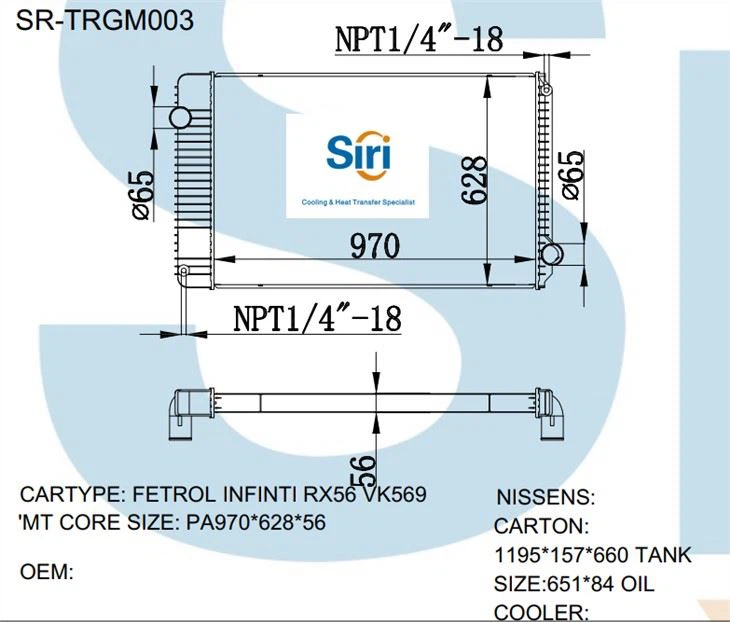 SR-TRGM003
NPT1/4"-18
Siri
Cooling & Heat Transfer Specialist
ø65
628
ø65
970
NPT1/4"-18
56
CARTYPE: FETROL INFINTI RX56 VK569
'MT CORE SIZE: PA970*628*56
OEM:
NISSENS:
CARTON:
1195*157*660 TANK
SIZE:651*84 OIL
COOLER: